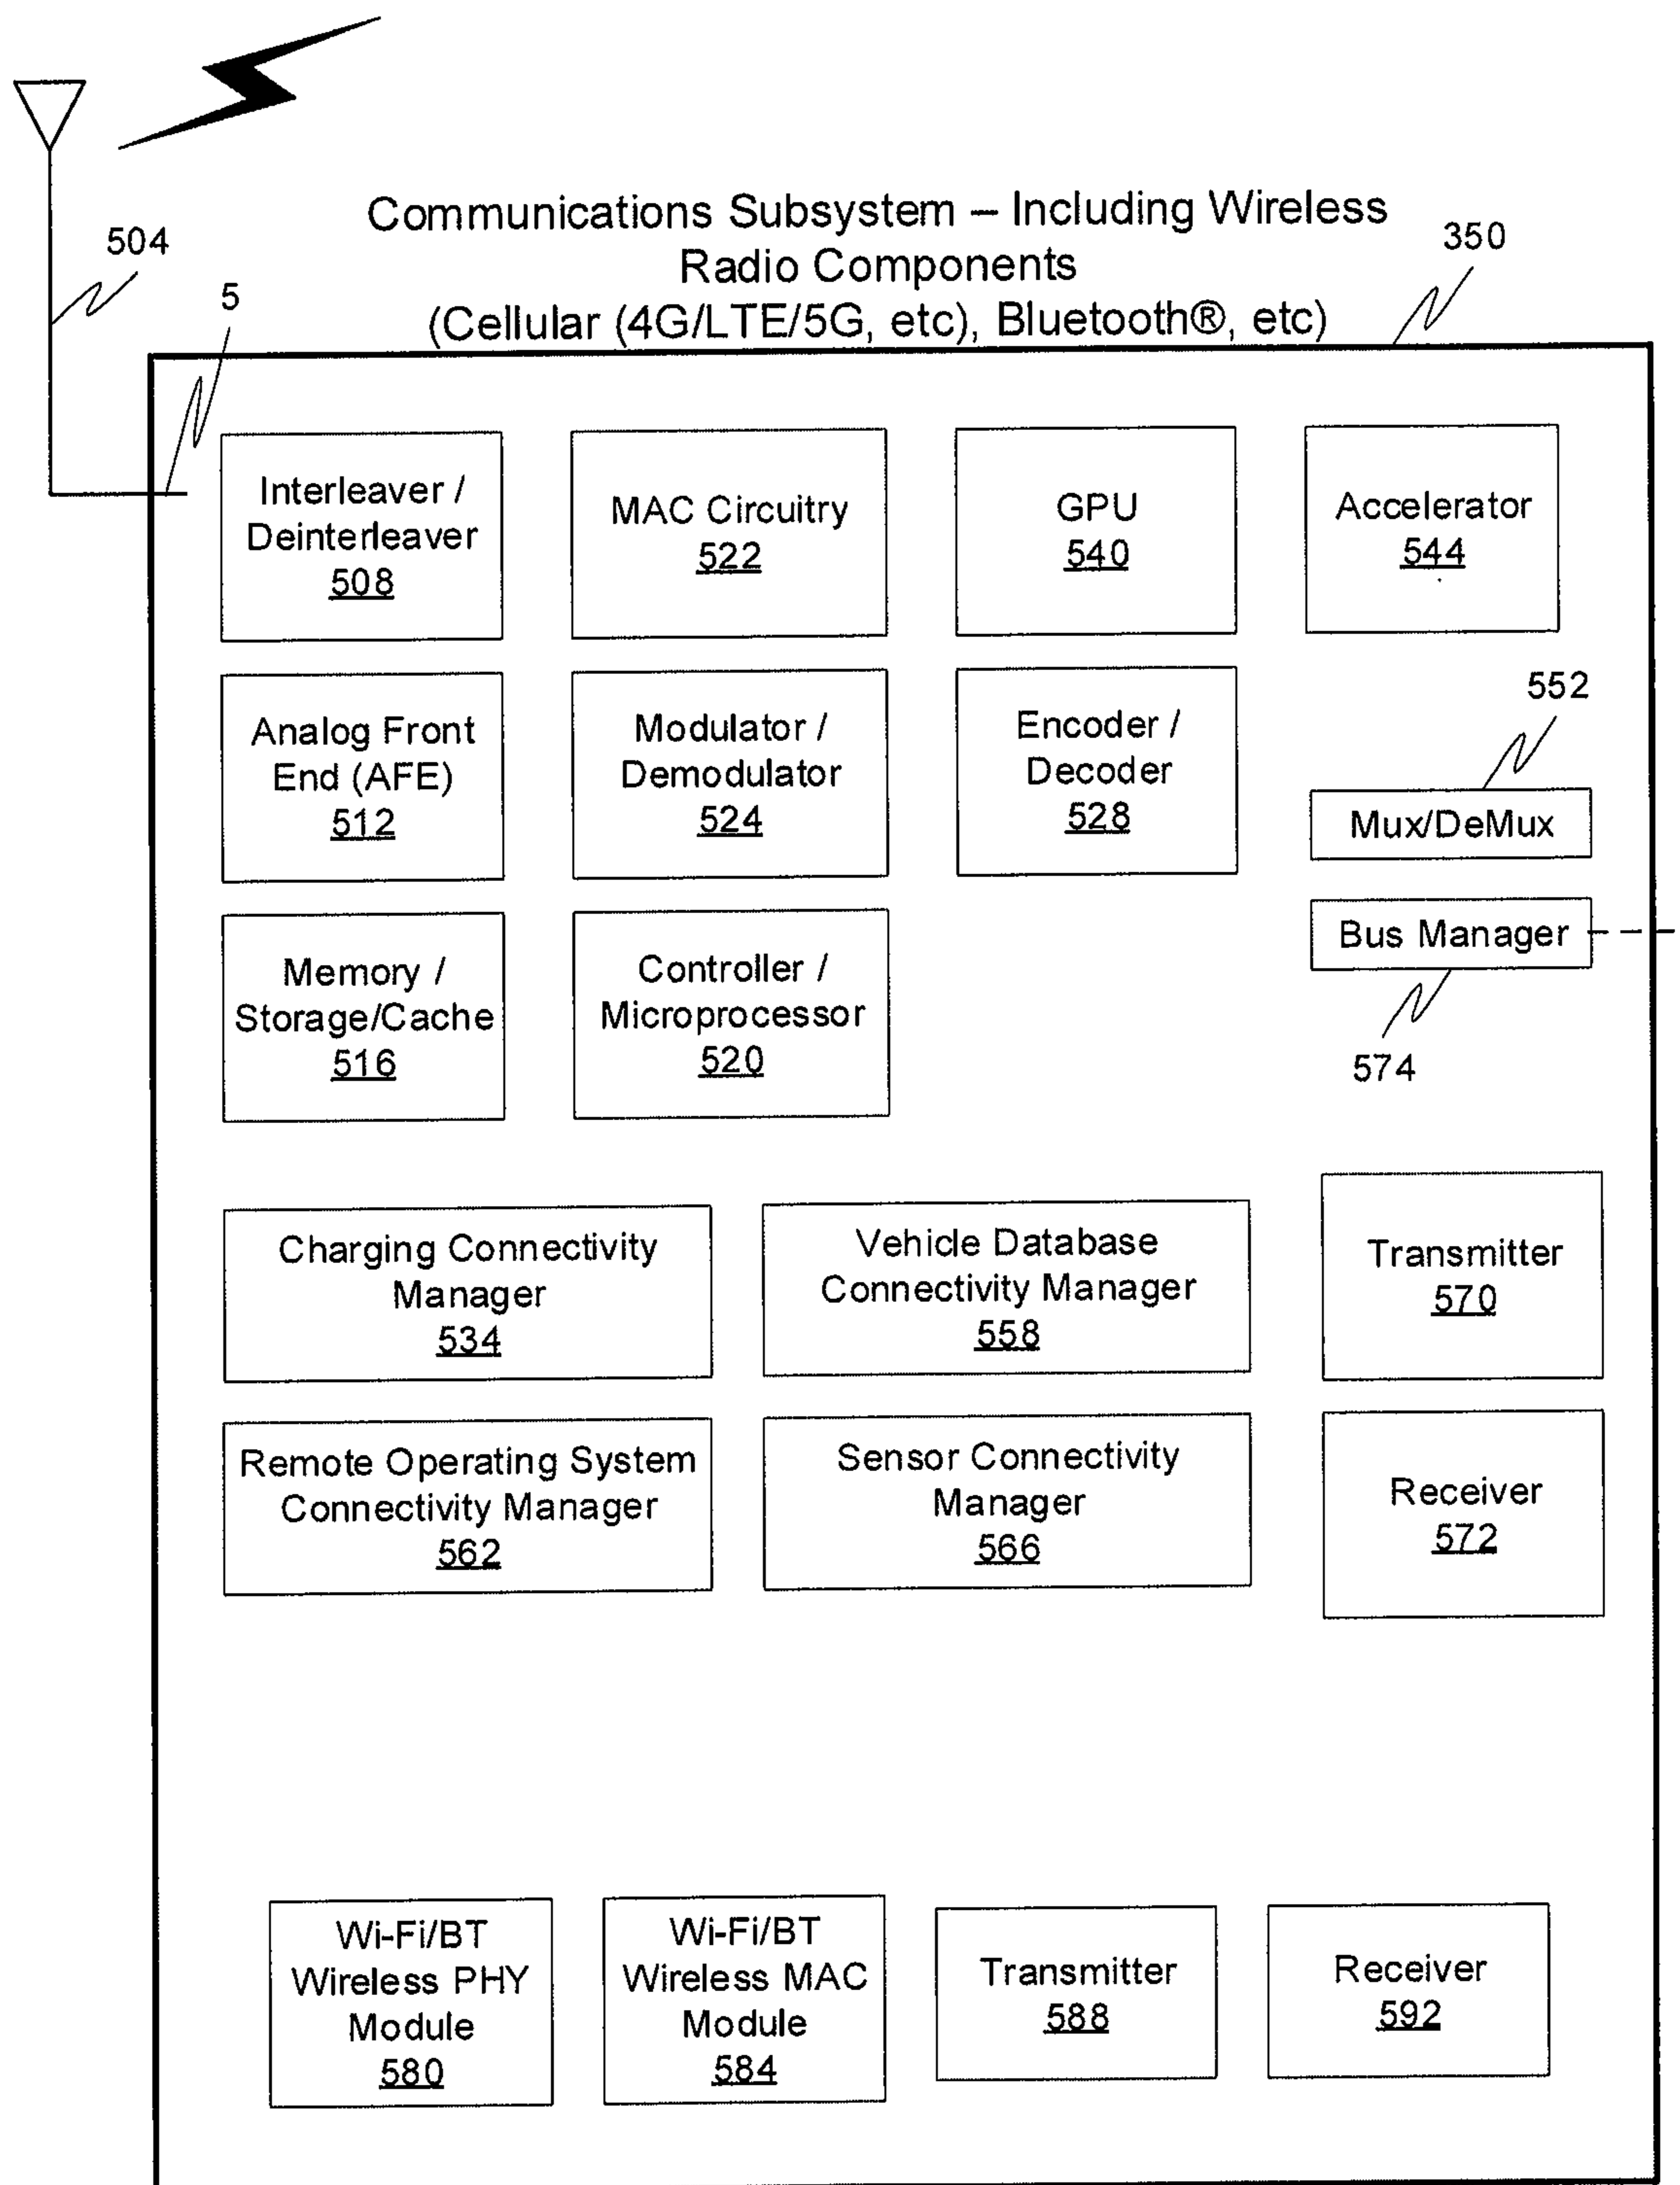 Communications Subsystem – Including Wireless
Radio Components
(Cellular (4G/LTE/5G, etc), Bluetooth®, etc)
504
5
350
Interleaver /
Deinterleaver
508
MAC Circuitry
522
GPU
540
Accelerator
544
Analog Front
End (AFE)
512
Modulator /
Demodulator
524
Encoder /
Decoder
528
552
Mux/DeMux
Bus Manager
574
Memory /
Storage/Cache
516
Controller /
Microprocessor
520
Charging Connectivity
Manager
534
Vehicle Database
Connectivity Manager
558
Transmitter
570
Remote Operating System
Connectivity Manager
562
Sensor Connectivity
Manager
566
Receiver
572
Wi-Fi/BT
Wireless PHY
Module
580
Wi-Fi/BT
Wireless MAC
Module
584
Transmitter
588
Receiver
592